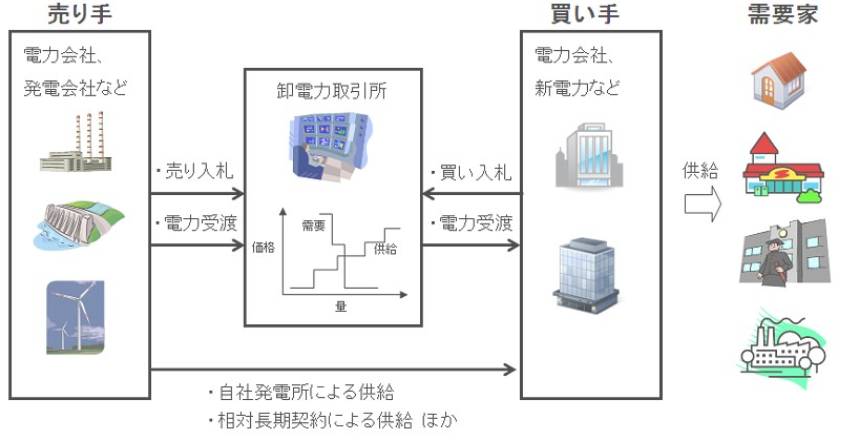 売り手
買い手
需要家
電力会社、
発電会社など
卸電力取引所
電力会社、
新電力など
・売り入札
・買い入札
供給
・電力受渡
・電力受渡
需要
価格
供給
量
・自社発電所による供給
・相対長期契約による供給 ほか